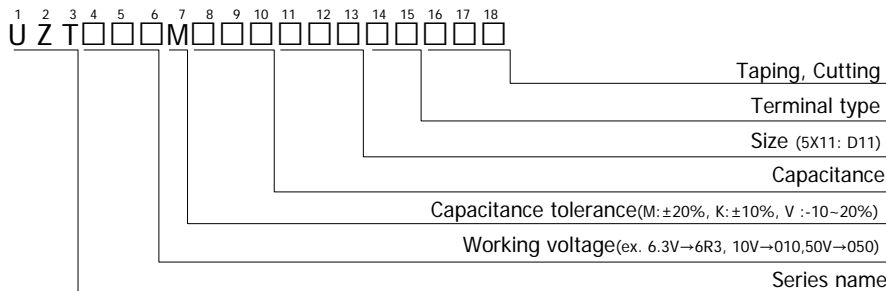 1 2 3 4 5 6 7 8 9 10 11 12 13 14 15 16 17 18
U Z T □ □ □ M □ □ □ □ □ □ □ □ □ □ □
Taping, Cutting
Terminal type
Size (5X11: D11)
Capacitance
Capacitance tolerance(M:±20%, K:±10%, V :-10~20%)
Working voltage(ex. 6.3V→6R3, 10V→010,50V→050)
Series name